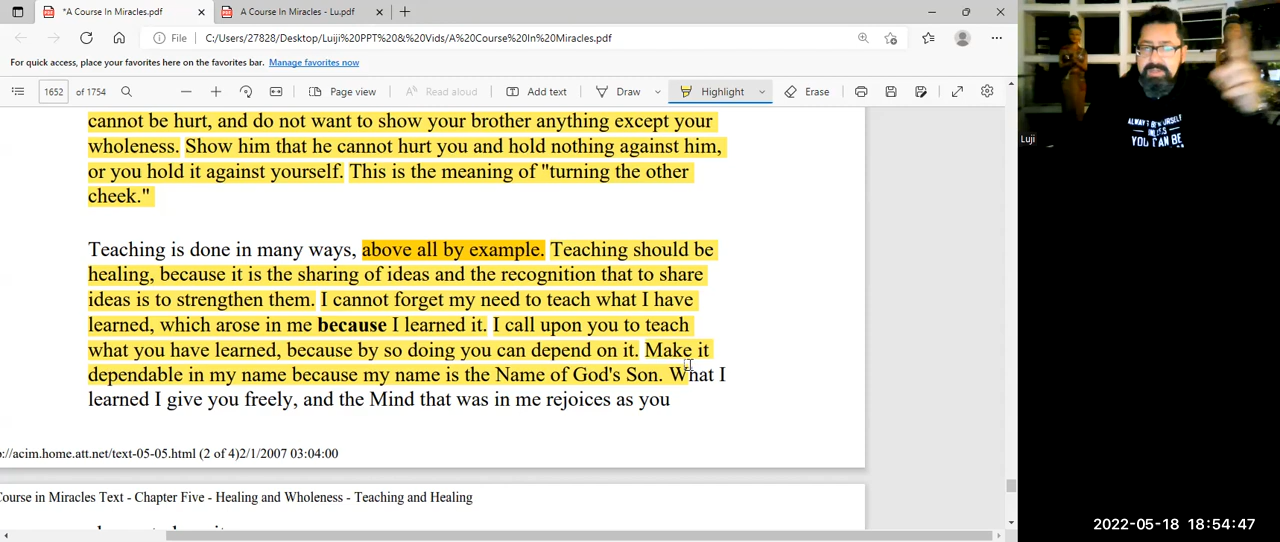 *A Course In Miracles.pdf
A Course In Miracles - Lu.pdf
File
C:/Users/27828/Desktop/Luiji%20PPT%20&%20Vids/A%20Course%20In%20Miracles.pdf
For quick access, place your favorites here on the favorites bar. Manage favorites now
1652 of 1754
Page view
Read aloud
Add text
Draw
Highlight
Erase
cannot be hurt, and do not want to show your brother anything except your
wholeness. Show him that he cannot hurt you and hold nothing against him,
or you hold it against yourself. This is the meaning of "turning the other
cheek."
Teaching is done in many ways, above all by example. Teaching should be
healing, because it is the sharing of ideas and the recognition that to share
ideas is to strengthen them. I cannot forget my need to teach what I have
learned, which arose in me because I learned it. I call upon you to teach
what you have learned, because by so doing you can depend on it. Make it
dependable in my name because my name is the Name of God's Son. What I
learned I give you freely, and the Mind that was in me rejoices as you
://acim.home.att.net/text-05-05.html (2 of 4)2/1/2007 03:04:00
Course in Miracles Text - Chapter Five - Healing and Wholeness - Teaching and Healing
Luji
YOU CAN BE
2022-05-18 18:54:47